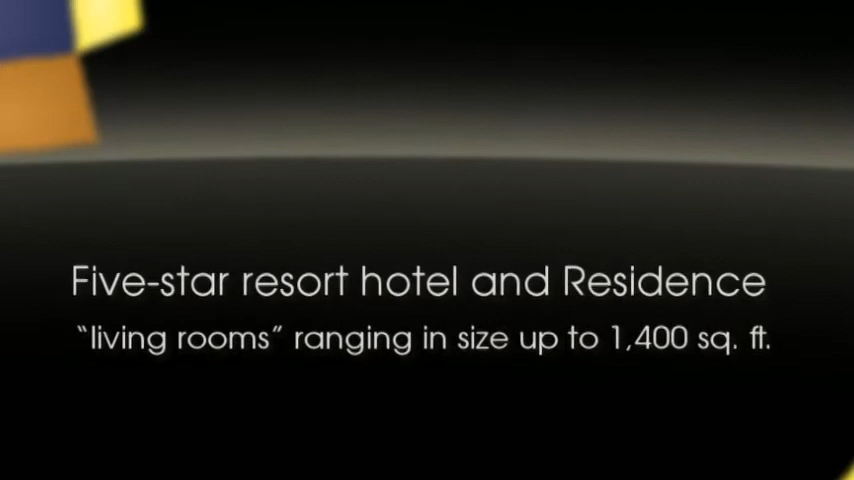 Five-star resort hotel and Residence
“living rooms” ranging in size up to 1,400 sq. ft.